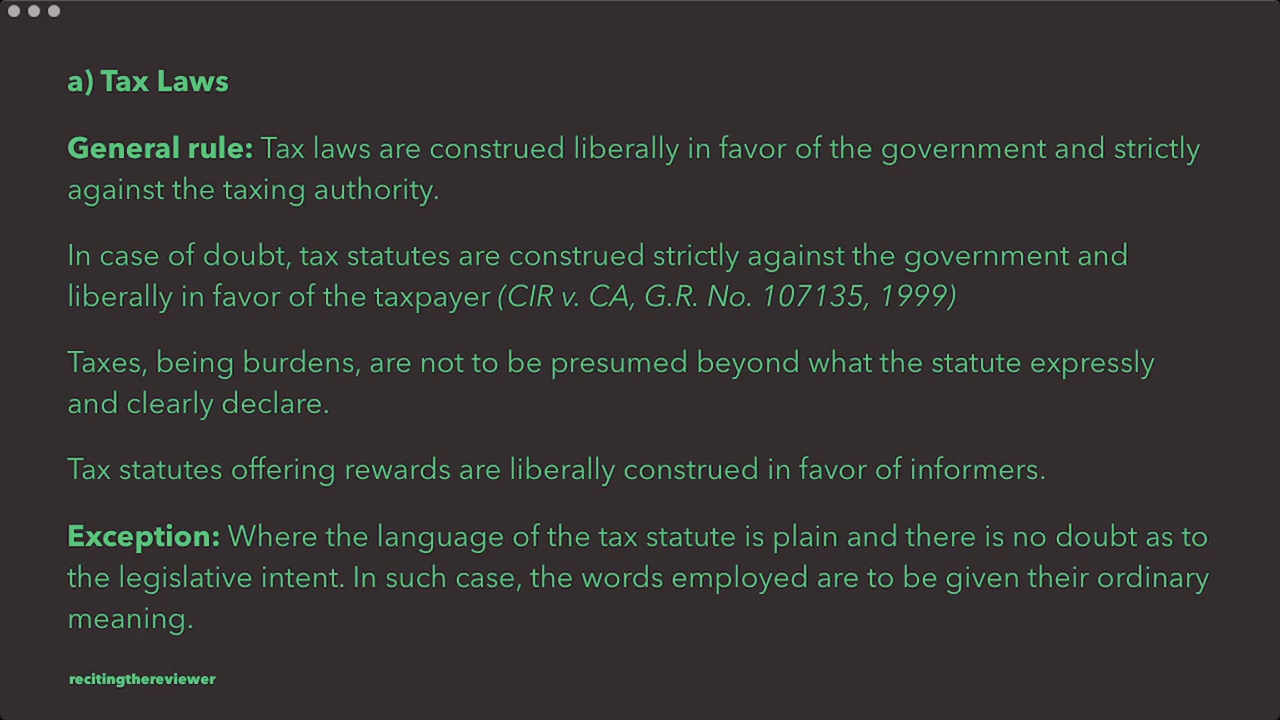 a) Tax Laws
General rule: Tax laws are construed liberally in favor of the government and strictly
against the taxing authority.
In case of doubt, tax statutes are construed strictly against the government and
liberally in favor of the taxpayer (CIR v. CA, G.R. No. 107135, 1999)
Taxes, being burdens, are not to be presumed beyond what the statute expressly
and clearly declare.
Tax statutes offering rewards are liberally construed in favor of informers.
Exception: Where the language of the tax statute is plain and there is no doubt as to
the legislative intent. In such case, the words employed are to be given their ordinary
meaning.
recitingthereviewer